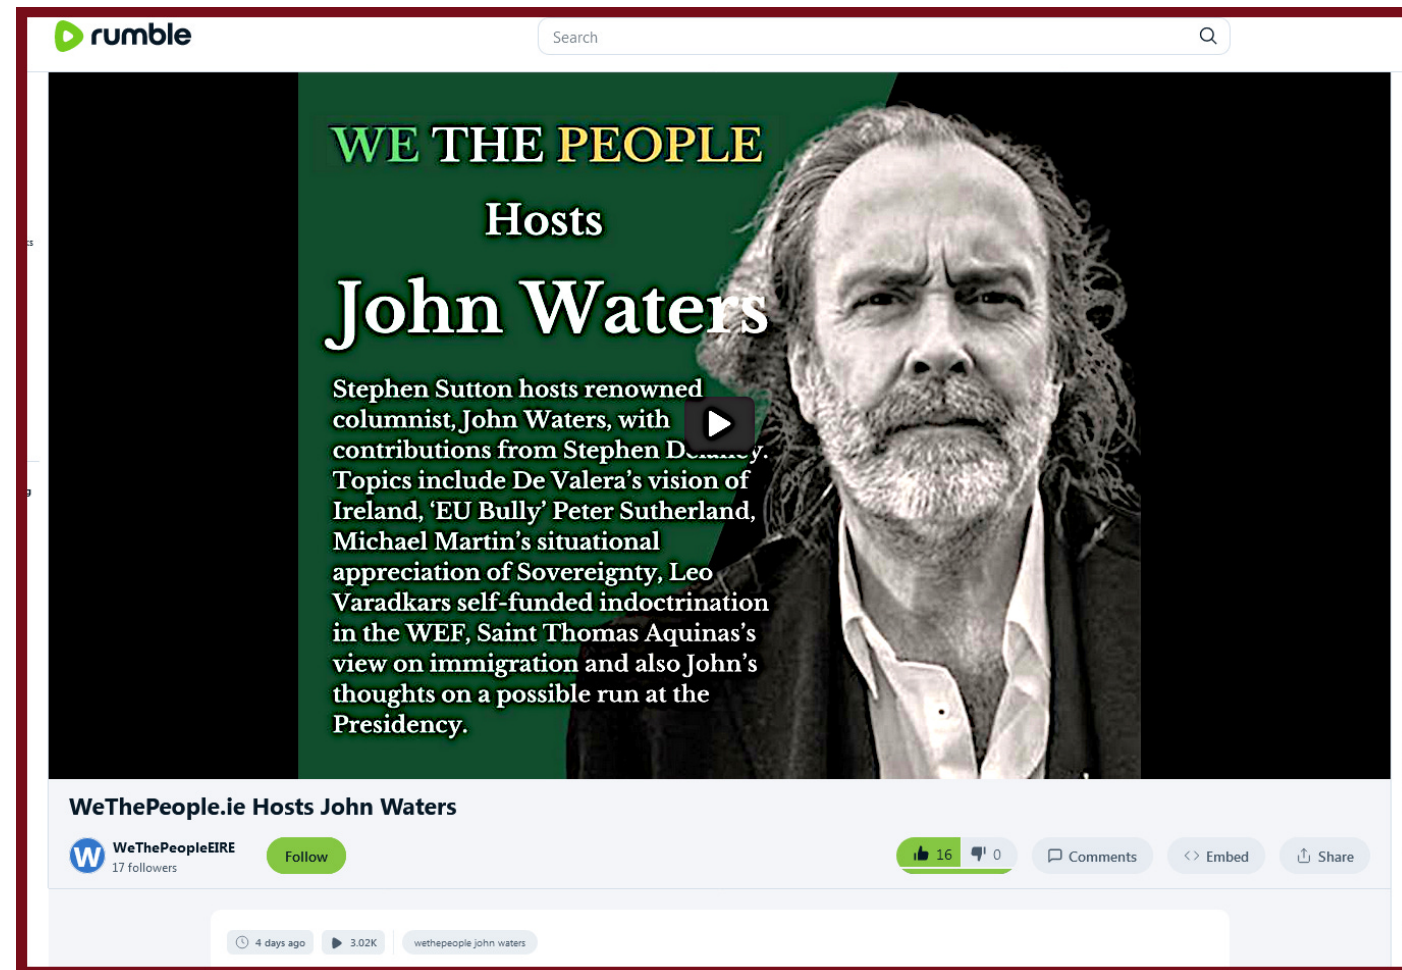 rumble
Search
WE THE PEOPLE
Hosts
John Waters
Stephen Sutton hosts renowned
columnist, John Waters, with
contributions from Stephen
Topics include De Valera’s vision of
Ireland, ‘EU Bully’ Peter Sutherland,
Michael Martin’s situational
appreciation of Sovereignty, Leo
Varadkars self-funded indoctrination
in the WEF, Saint Thomas Aquinas’s
view on immigration and also John’s
thoughts on a possible run at the
Presidency.
WeThePeople.ie Hosts John Waters
W
WeThePeopleEIRE
17 followers
Follow
16
0
Comments
Embed
Share
4 days ago
3.02K
wethepeople john waters